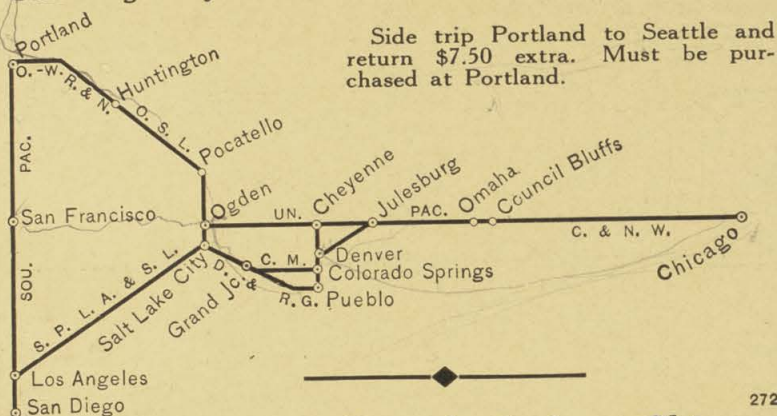 Side trip Portland to Seattle and
return $7.50 extra. Must be pur-
chased at Portland.
Portland
O.-W. R. & N.
Huntington
O. S. L.
Pocatello
PAC.
Ogden
UN.
Cheyenne
Julesburg
PAC.
Omaha
Council Bluffs
San Francisco
C. & N. W.
Chicago
Denver
C. M.
Colorado Springs
D. & R. G.
Pueblo
Grand Jc.
Salt Lake City
SOU.
S. P. L. A. & S. L.
Los Angeles
San Diego
272